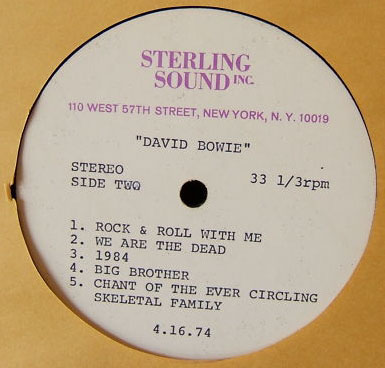 STERLING
SOUND INC.
110 WEST 57TH STREET, NEW YORK, N. Y. 10019
"DAVID BOWIE"
STEREO
SIDE TWO
33 1/3rpm
1. ROCK & ROLL WITH ME
2. WE ARE THE DEAD
3. 1984
4. BIG BROTHER
5. CHANT OF THE EVER CIRCLING
SKELETAL FAMILY
4.16.74